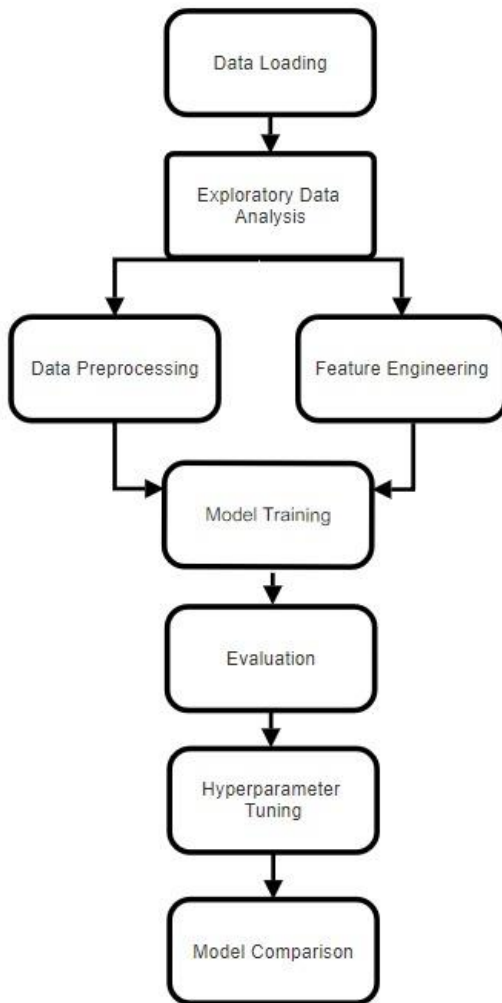 Data Loading
Exploratory Data
Analysis
Data Preprocessing
Feature Engineering
Model Training
Evaluation
Hyperparameter
Tuning
Model Comparison